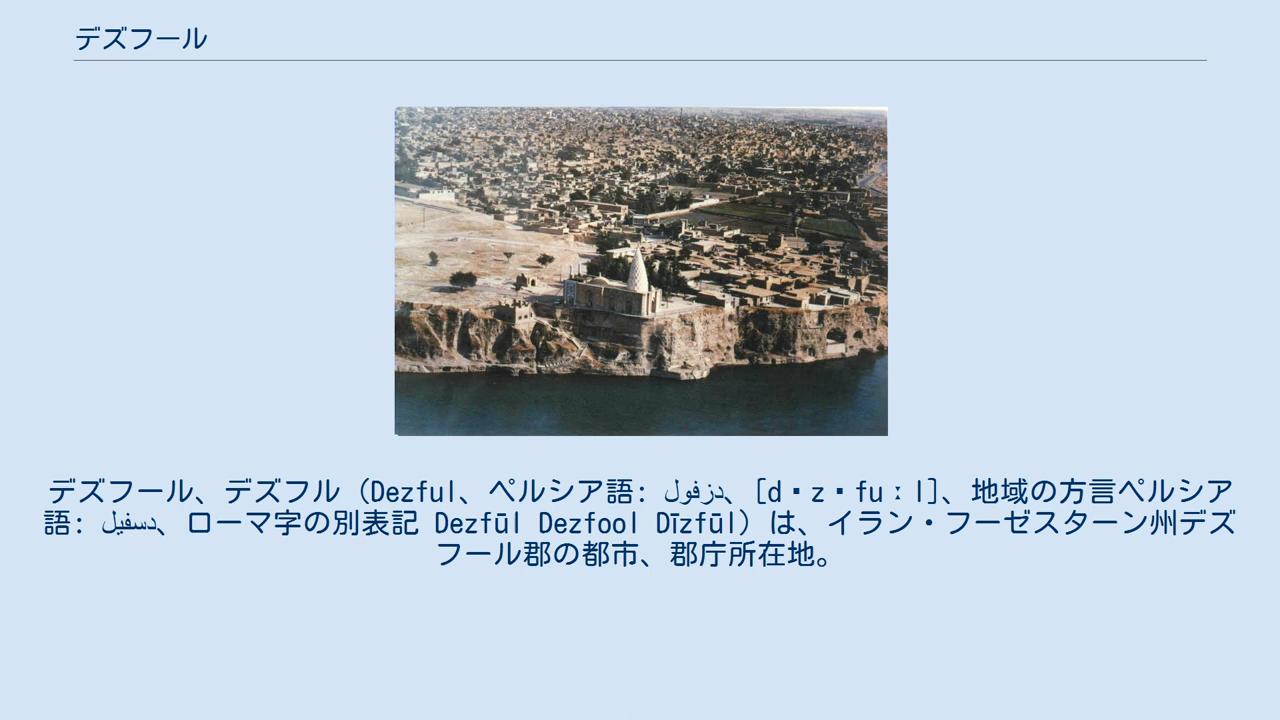 デズフール
デズフール、デズフル（Dezful、ペルシア語: دزفول‎、[d・z・fuːl]、地域の方言ペルシア
語: دسفیل‎、ローマ字の別表記 Dezfūl Dezfool Dīzfūl）は、イラン・フーゼスターン州デズ
フール郡の都市、郡庁所在地。